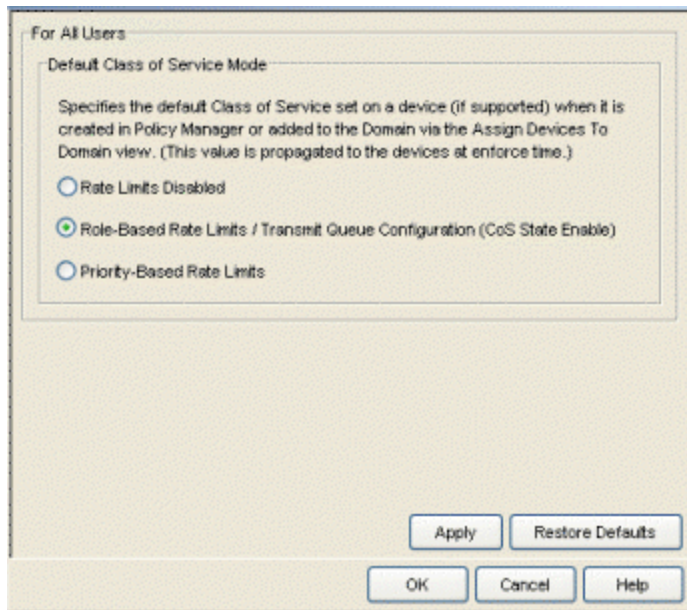 For All Users
Default Class of Service Mode
Specifies the default Class of Service set on a device (if supported) when it is
created in Policy Manager or added to the Domain via the Assign Devices To
Domain view. (This value is propagated to the devices at enforce time.)
Rate Limits Disabled
Role-Based Rate Limits / Transmit Queue Configuration (CoS State Enable)
Priority-Based Rate Limits
Apply
Restore Defaults
OK
Cancel
Help